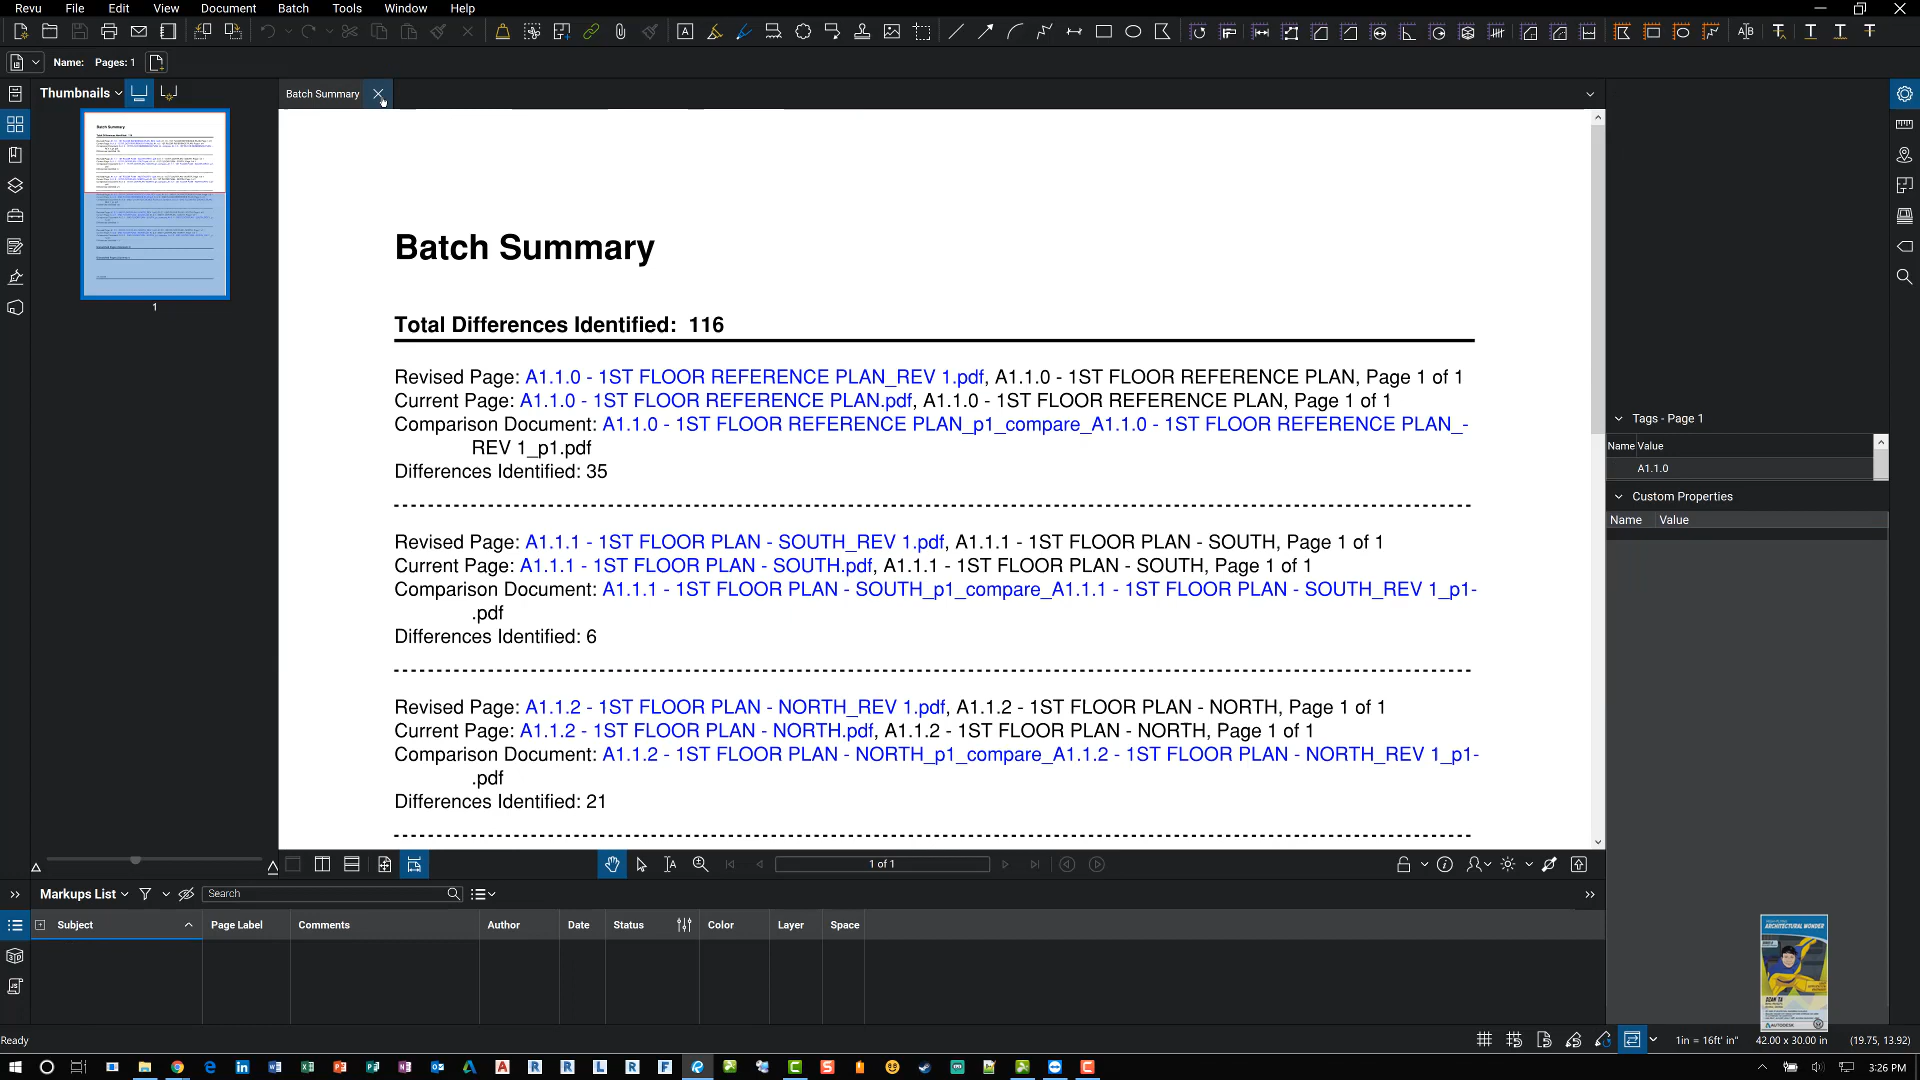 Revu File Edit View Document Batch Tools Window Help
Name: Pages: 1
Thumbnails
Batch Summary
1
Batch Summary
Total Differences Identified: 116
Revised Page: A1.1.0 - 1ST FLOOR REFERENCE PLAN_REV 1.pdf, A1.1.0 - 1ST FLOOR REFERENCE PLAN, Page 1 of 1
Current Page: A1.1.0 - 1ST FLOOR REFERENCE PLAN.pdf, A1.1.0 - 1ST FLOOR REFERENCE PLAN, Page 1 of 1
Comparison Document: A1.1.0 - 1ST FLOOR REFERENCE PLAN_p1_compare_A1.1.0 - 1ST FLOOR REFERENCE PLAN_-
REV 1_p1.pdf
Differences Identified: 35
Revised Page: A1.1.1 - 1ST FLOOR PLAN - SOUTH_REV 1.pdf, A1.1.1 - 1ST FLOOR PLAN - SOUTH, Page 1 of 1
Current Page: A1.1.1 - 1ST FLOOR PLAN - SOUTH.pdf, A1.1.1 - 1ST FLOOR PLAN - SOUTH, Page 1 of 1
Comparison Document: A1.1.1 - 1ST FLOOR PLAN - SOUTH_p1_compare_A1.1.1 - 1ST FLOOR PLAN - SOUTH_REV 1_p1-
.pdf
Differences Identified: 6
Revised Page: A1.1.2 - 1ST FLOOR PLAN - NORTH_REV 1.pdf, A1.1.2 - 1ST FLOOR PLAN - NORTH, Page 1 of 1
Current Page: A1.1.2 - 1ST FLOOR PLAN - NORTH.pdf, A1.1.2 - 1ST FLOOR PLAN - NORTH, Page 1 of 1
Comparison Document: A1.1.2 - 1ST FLOOR PLAN - NORTH_p1_compare_A1.1.2 - 1ST FLOOR PLAN - NORTH_REV 1_p1-
.pdf
Differences Identified: 21
Tags - Page 1
Name Value
A1.1.0
Custom Properties
Name Value
1 of 1
Markups List Search
Subject Page Label Comments Author Date Status Color Layer Space
ARCHITECTURAL WONDER
AUTODESK
Ready
1in = 16ft' in" 42.00 x 30.00 in (19.75, 13.92)
3:26 PM